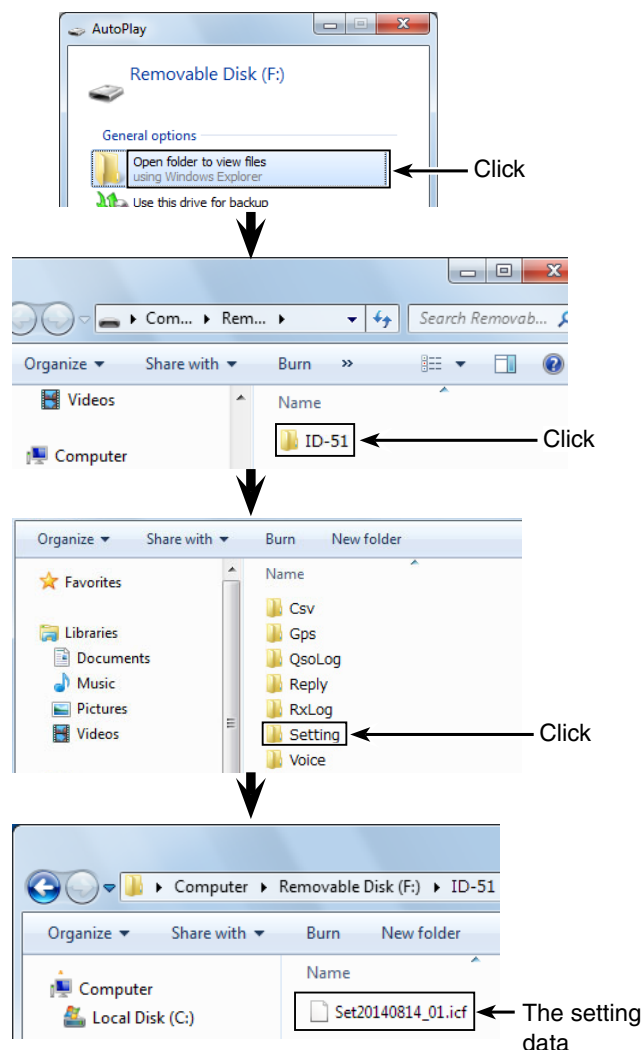 AutoPlay
Removable Disk (F:)
General options
Open folder to view files
using Windows Explorer
Click
Use this drive for backup
Com... Rem...
Search Removab...
Organize Share with Burn »
Videos
Name
ID-51
Click
Computer
Organize Share with Burn New folder
Favorites
Name
Csv
Libraries
Gps
Documents
QsoLog
Music
Reply
Pictures
RxLog
Videos
Setting
Click
Voice
Computer Removable Disk (F:) ID-51
Organize Share with Burn New folder
Name
Computer
Set20140814_01.icf
The setting
data
Local Disk (C:)